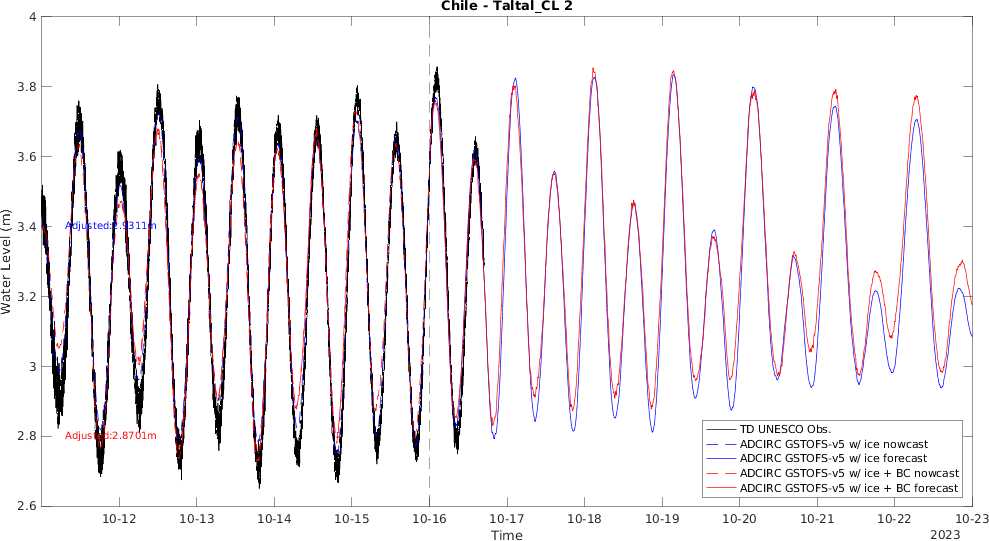 Chile - Taltal_CL 2
4
3.8
3.6
3.4
3.2
3
2.8
2.6
Water Level (m)
Adjusted:2.9311m
Adjusted:2.8701m
TD UNESCO Obs.
ADCIRC GSTOFS-v5 w/ ice nowcast
ADCIRC GSTOFS-v5 w/ ice forecast
ADCIRC GSTOFS-v5 w/ ice + BC nowcast
ADCIRC GSTOFS-v5 w/ ice + BC forecast
10-12 10-13 10-14 10-15 10-16 10-17 10-18 10-19 10-20 10-21 10-22 10-23
Time
2023